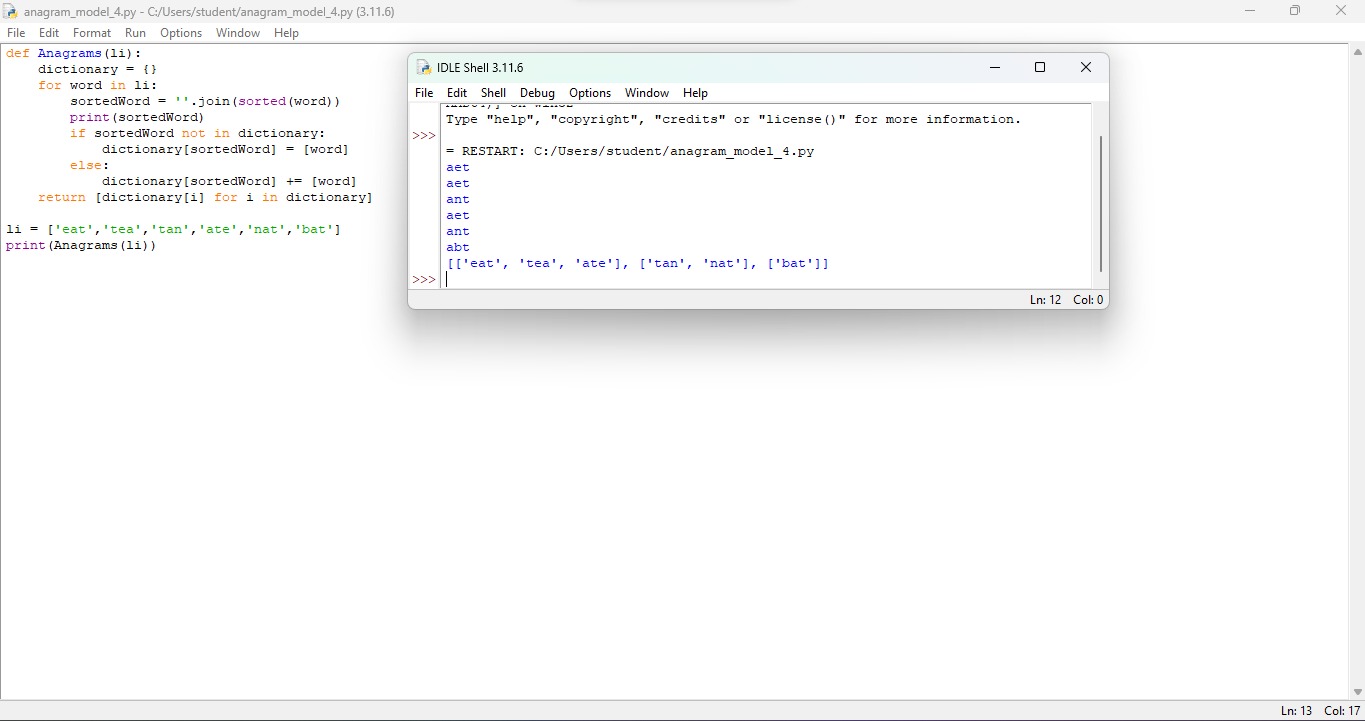 anagram_model_4.py - C:/Users/student/anagram_model_4.py (3.11.6)
File Edit Format Run Options Window Help
def Anagrams(li):
    dictionary = {}
    for word in li:
        sortedWord = ''.join(sorted(word))
        print(sortedWord)
        if sortedWord not in dictionary:
            dictionary[sortedWord] = [word]
        else:
            dictionary[sortedWord] += [word]
    return [dictionary[i] for i in dictionary]
li = ['eat','tea','tan','ate','nat','bat']
print(Anagrams(li))
IDLE Shell 3.11.6
File Edit Shell Debug Options Window Help
Type "help", "copyright", "credits" or "license()" for more information.
>>>
= RESTART: C:/Users/student/anagram_model_4.py
aet
aet
ant
aet
ant
abt
[['eat', 'tea', 'ate'], ['tan', 'nat'], ['bat']]
>>>
Ln: 12 Col: 0
Ln: 13 Col: 17